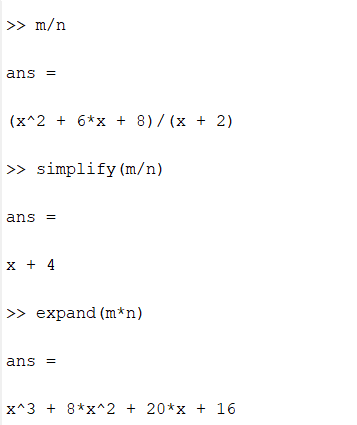 >> m/n
ans =
(x^2 + 6*x + 8)/(x + 2)
>> simplify(m/n)
ans =
x + 4
>> expand(m*n)
ans =
x^3 + 8*x^2 + 20*x + 16